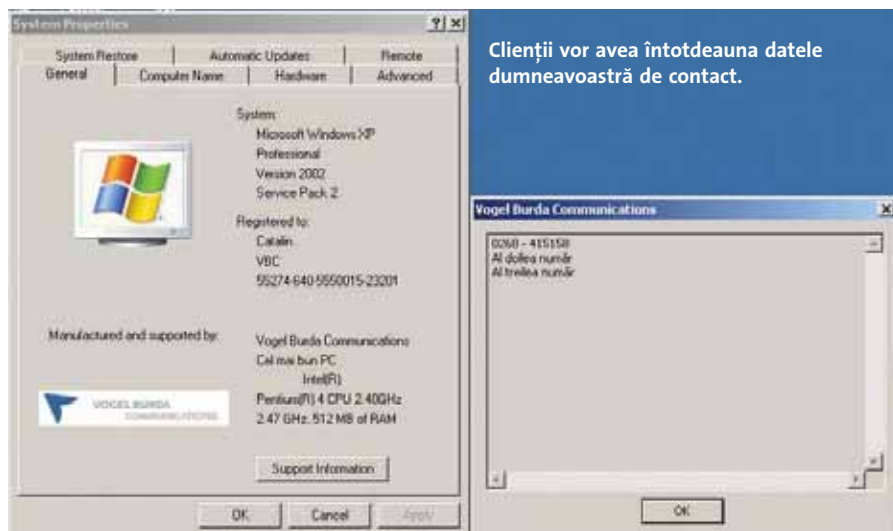 System Properties
System Restore
Automatic Updates
Remote
General
Computer Name
Hardware
Advanced
System:
Microsoft Windows XP
Professional
Version 2002
Service Pack 2
Registered to:
Catalin
VBC
55274-640-5550015-23201
Manufactured and supported by:
Vogel Burda Communications
Cel mai bun PC
Intel(R)
Pentium(R) 4 CPU 2.40GHz
2.47 GHz, 512 MB of RAM
VOGEL BURDA
COMMUNICATIONS
Support Information
OK
Cancel
Apply
Clienții vor avea întotdeauna datele
dumneavoastră de contact.
Vogel Burda Communications
0268 - 415158
Al doilea număr
Al treilea număr
OK